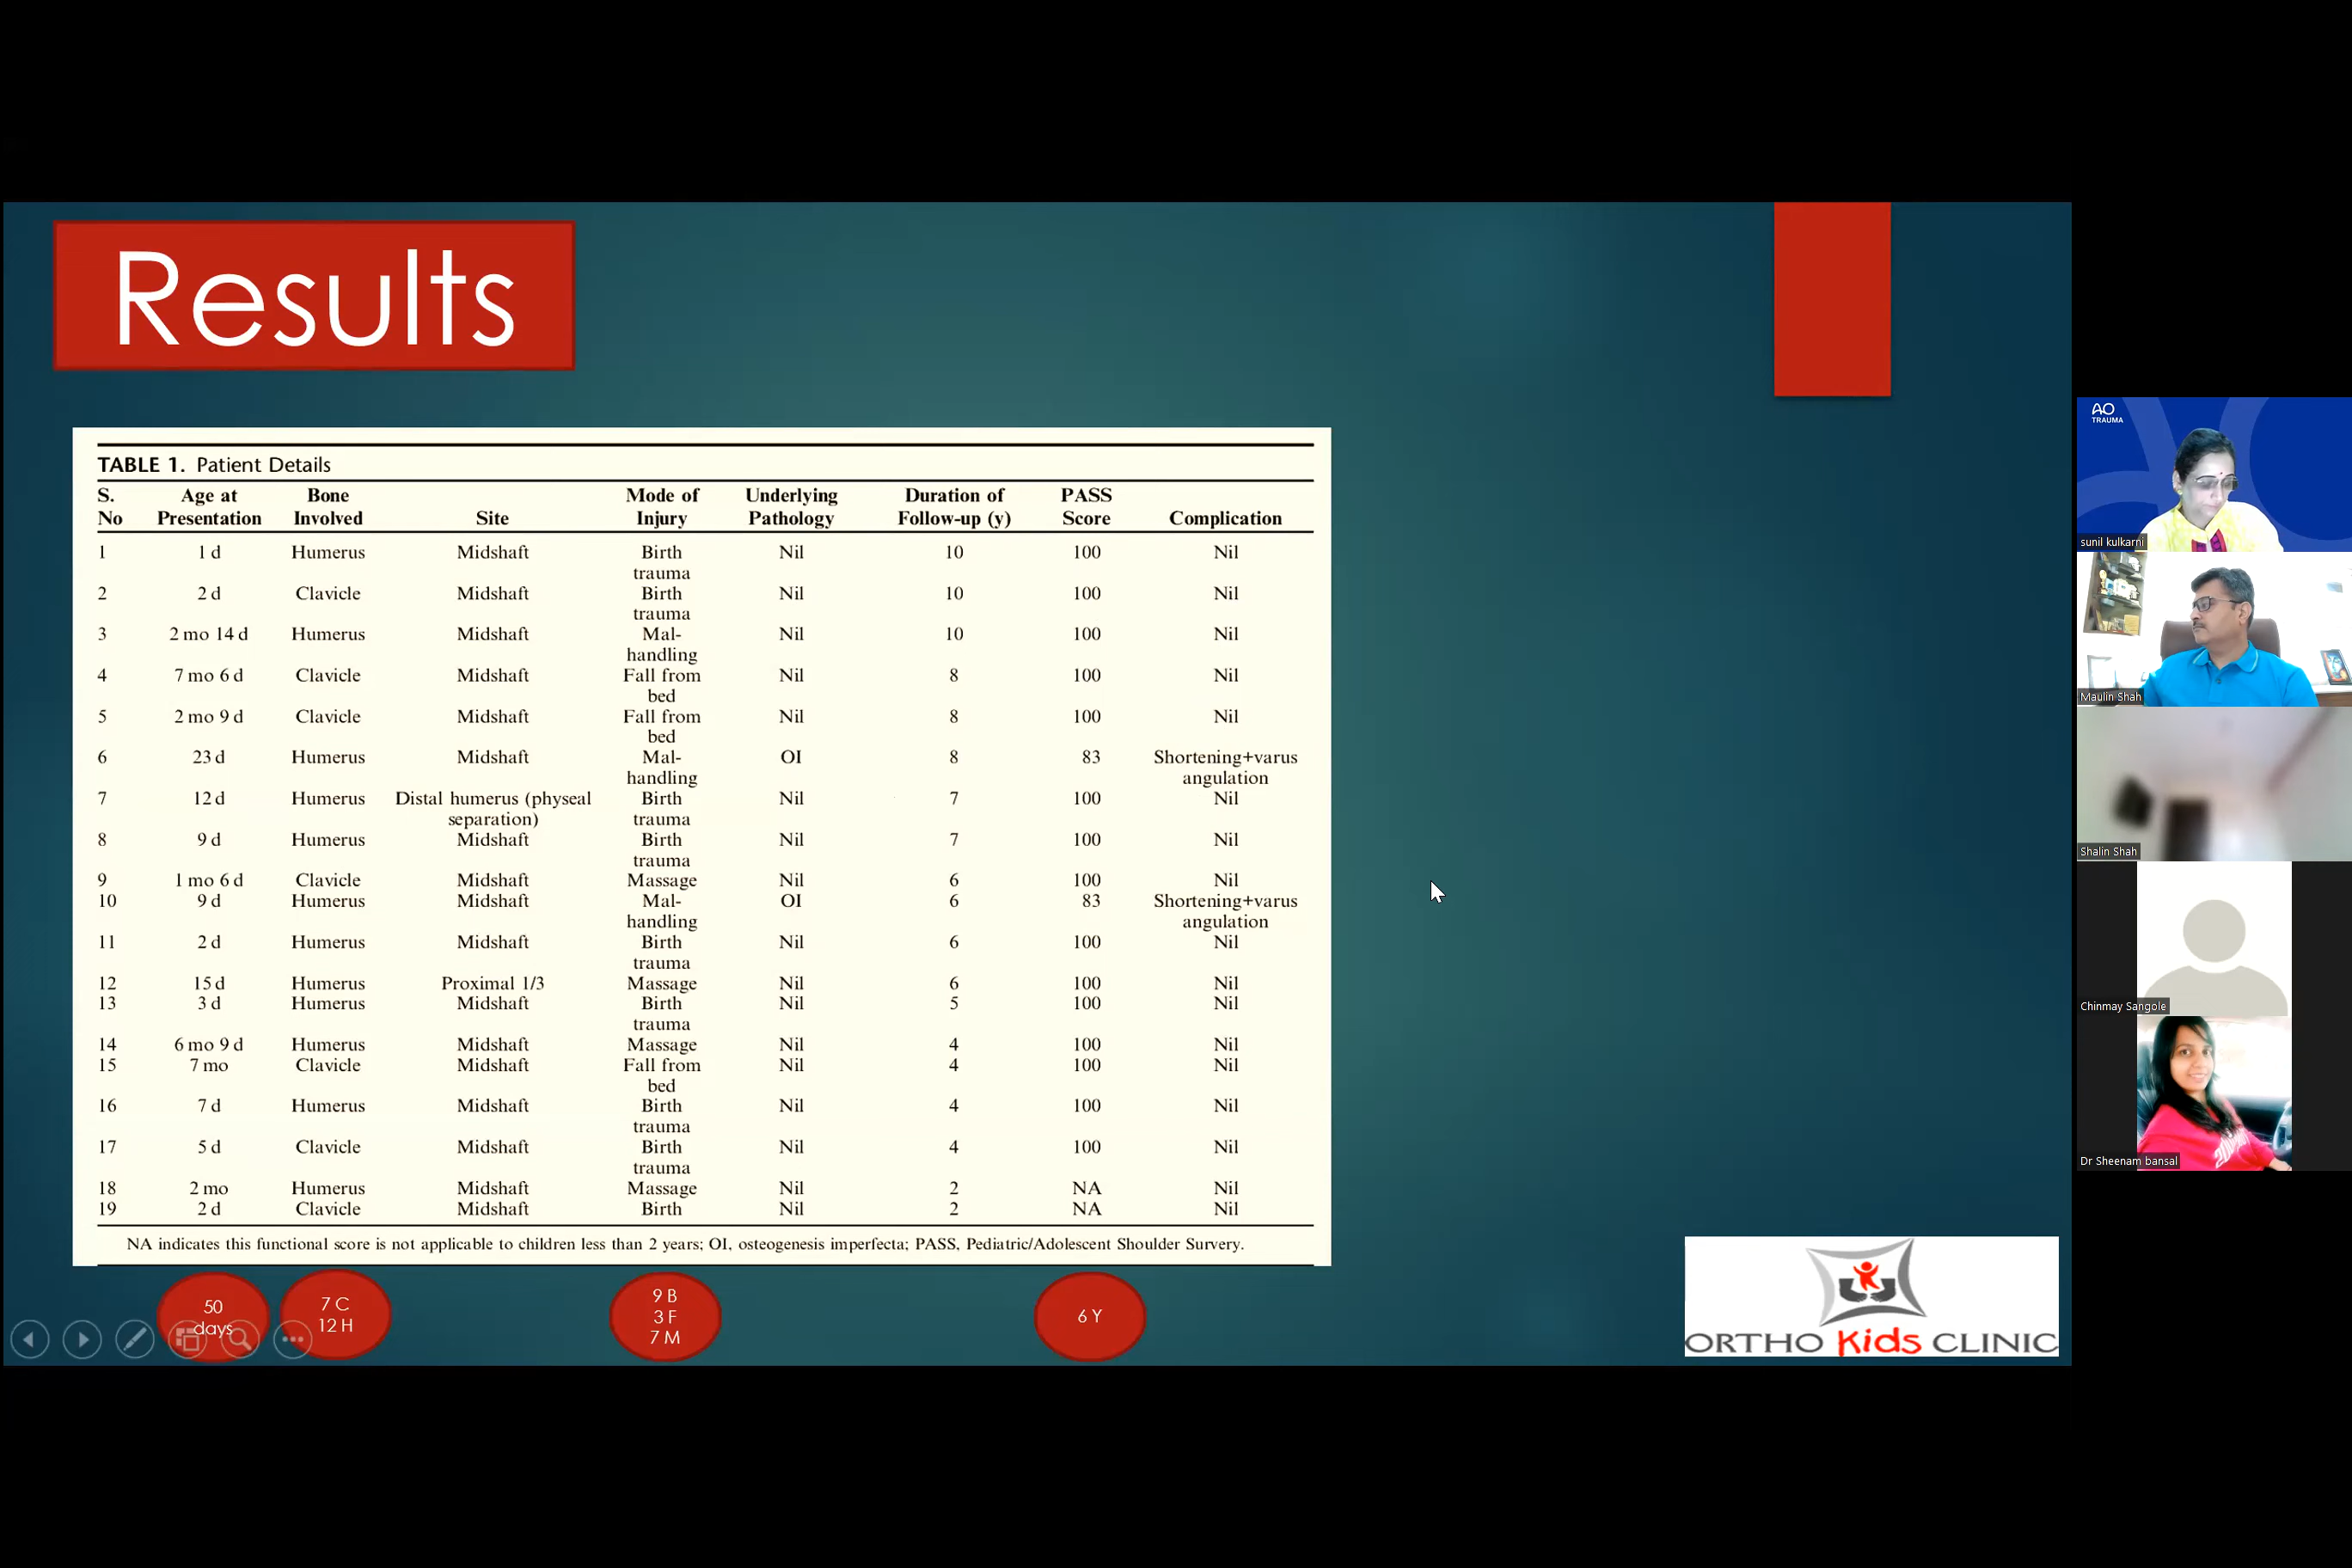 Results
TABLE 1. Patient Details
S. No | Age at Presentation | Bone Involved | Site | Mode of Injury | Underlying Pathology | Duration of Follow-up (y) | PASS Score | Complication
1 | 1 d | Humerus | Midshaft | Birth trauma | Nil | 10 | 100 | Nil
2 | 2 d | Clavicle | Midshaft | Birth trauma | Nil | 10 | 100 | Nil
3 | 2 mo 14 d | Humerus | Midshaft | Mal-handling | Nil | 10 | 100 | Nil
4 | 7 mo 6 d | Clavicle | Midshaft | Fall from bed | Nil | 8 | 100 | Nil
5 | 2 mo 9 d | Clavicle | Midshaft | Fall from bed | Nil | 8 | 100 | Nil
6 | 23 d | Humerus | Midshaft | Mal-handling | OI | 8 | 83 | Shortening+varus angulation
7 | 12 d | Humerus | Distal humerus (physeal separation) | Birth trauma | Nil | 7 | 100 | Nil
8 | 9 d | Humerus | Midshaft | Birth trauma | Nil | 7 | 100 | Nil
9 | 1 mo 6 d | Clavicle | Midshaft | Massage | Nil | 6 | 100 | Nil
10 | 9 d | Humerus | Midshaft | Mal-handling | OI | 6 | 83 | Shortening+varus angulation
11 | 2 d | Humerus | Midshaft | Birth trauma | Nil | 6 | 100 | Nil
12 | 15 d | Humerus | Proximal 1/3 | Massage | Nil | 6 | 100 | Nil
13 | 3 d | Humerus | Midshaft | Birth trauma | Nil | 5 | 100 | Nil
14 | 6 mo 9 d | Humerus | Midshaft | Massage | Nil | 4 | 100 | Nil
15 | 7 mo | Clavicle | Midshaft | Fall from bed | Nil | 4 | 100 | Nil
16 | 7 d | Humerus | Midshaft | Birth trauma | Nil | 4 | 100 | Nil
17 | 5 d | Clavicle | Midshaft | Birth trauma | Nil | 4 | 100 | Nil
18 | 2 mo | Humerus | Midshaft | Massage | Nil | 2 | NA | Nil
19 | 2 d | Clavicle | Midshaft | Birth | Nil | 2 | NA | Nil
NA indicates this functional score is not applicable to children less than 2 years; OI, osteogenesis imperfecta; PASS, Pediatric/Adolescent Shoulder Survery.
50
days
7 C
12 H
9 B
3 F
7 M
6 Y
ORTHO Kids CLINIC
AO
TRAUMA
sunil kulkarni
Maulin Shah
Shalin Shah
Chinmay Sangole
Dr Sheenam bansal